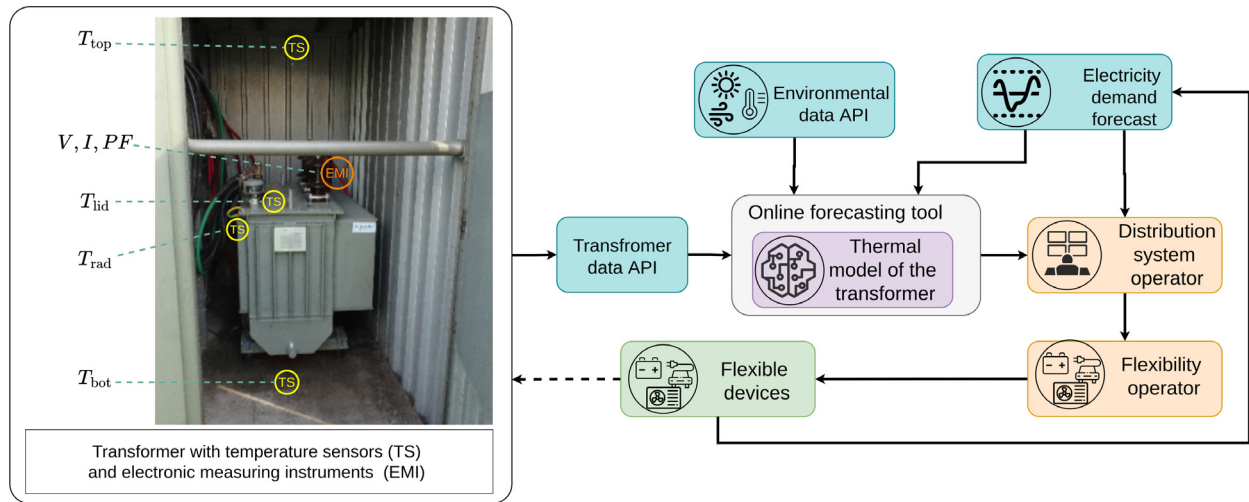 T_top
TS
V, I, PF
EMI
T_lid
TS
TS
T_rad
T_bot
TS
Transformer with temperature sensors (TS)
and electronic measuring instruments (EMI)
Environmental
data API
Electricity
demand
forecast
Transfromer
data API
Online forecasting tool
Thermal
model of the
transformer
Distribution
system
operator
Flexible
devices
Flexibility
operator